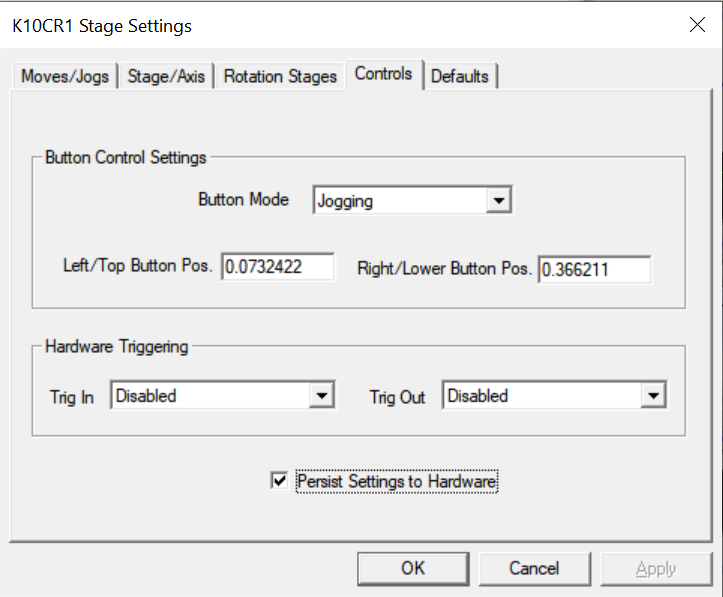 K10CR1 Stage Settings
Moves/Jogs Stage/Axis Rotation Stages Controls Defaults
Button Control Settings
Button Mode Jogging
Left/Top Button Pos. 0.0732422 Right/Lower Button Pos. 0.366211
Hardware Triggering
Trig In Disabled Trig Out Disabled
Persist Settings to Hardware
OK Cancel Apply